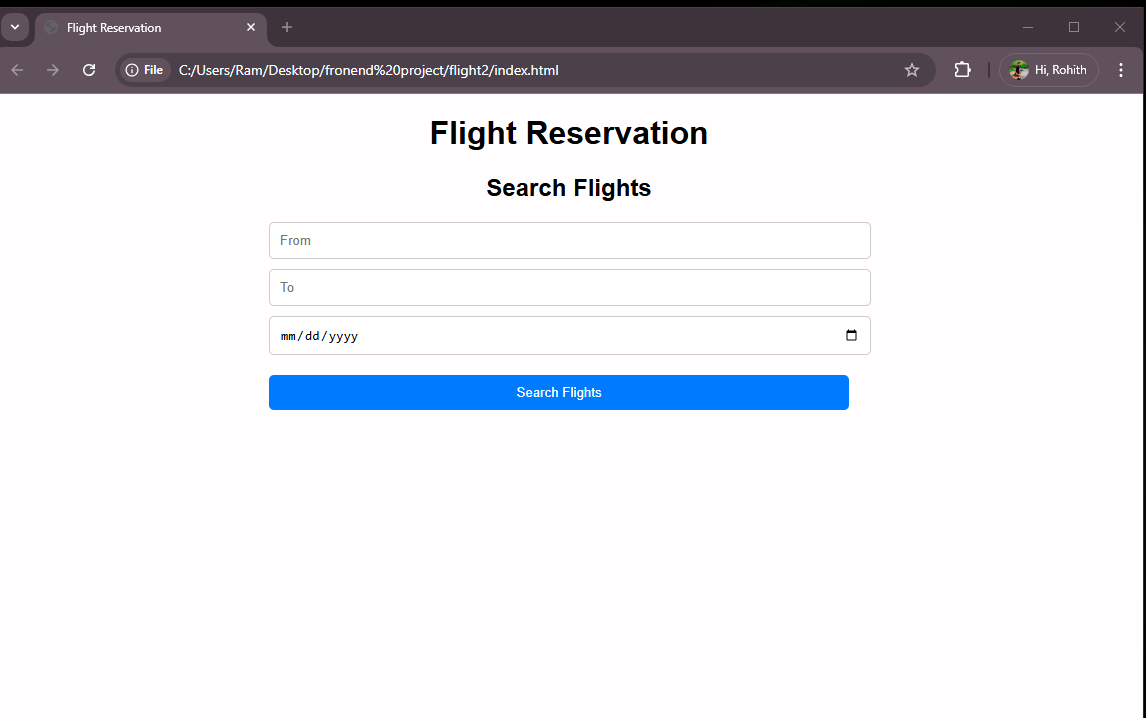 Flight Reservation
File C:/Users/Ram/Desktop/fronend%20project/flight2/index.html Hi, Rohith
Flight Reservation
Search Flights
From
To
mm/dd/yyyy
Search Flights